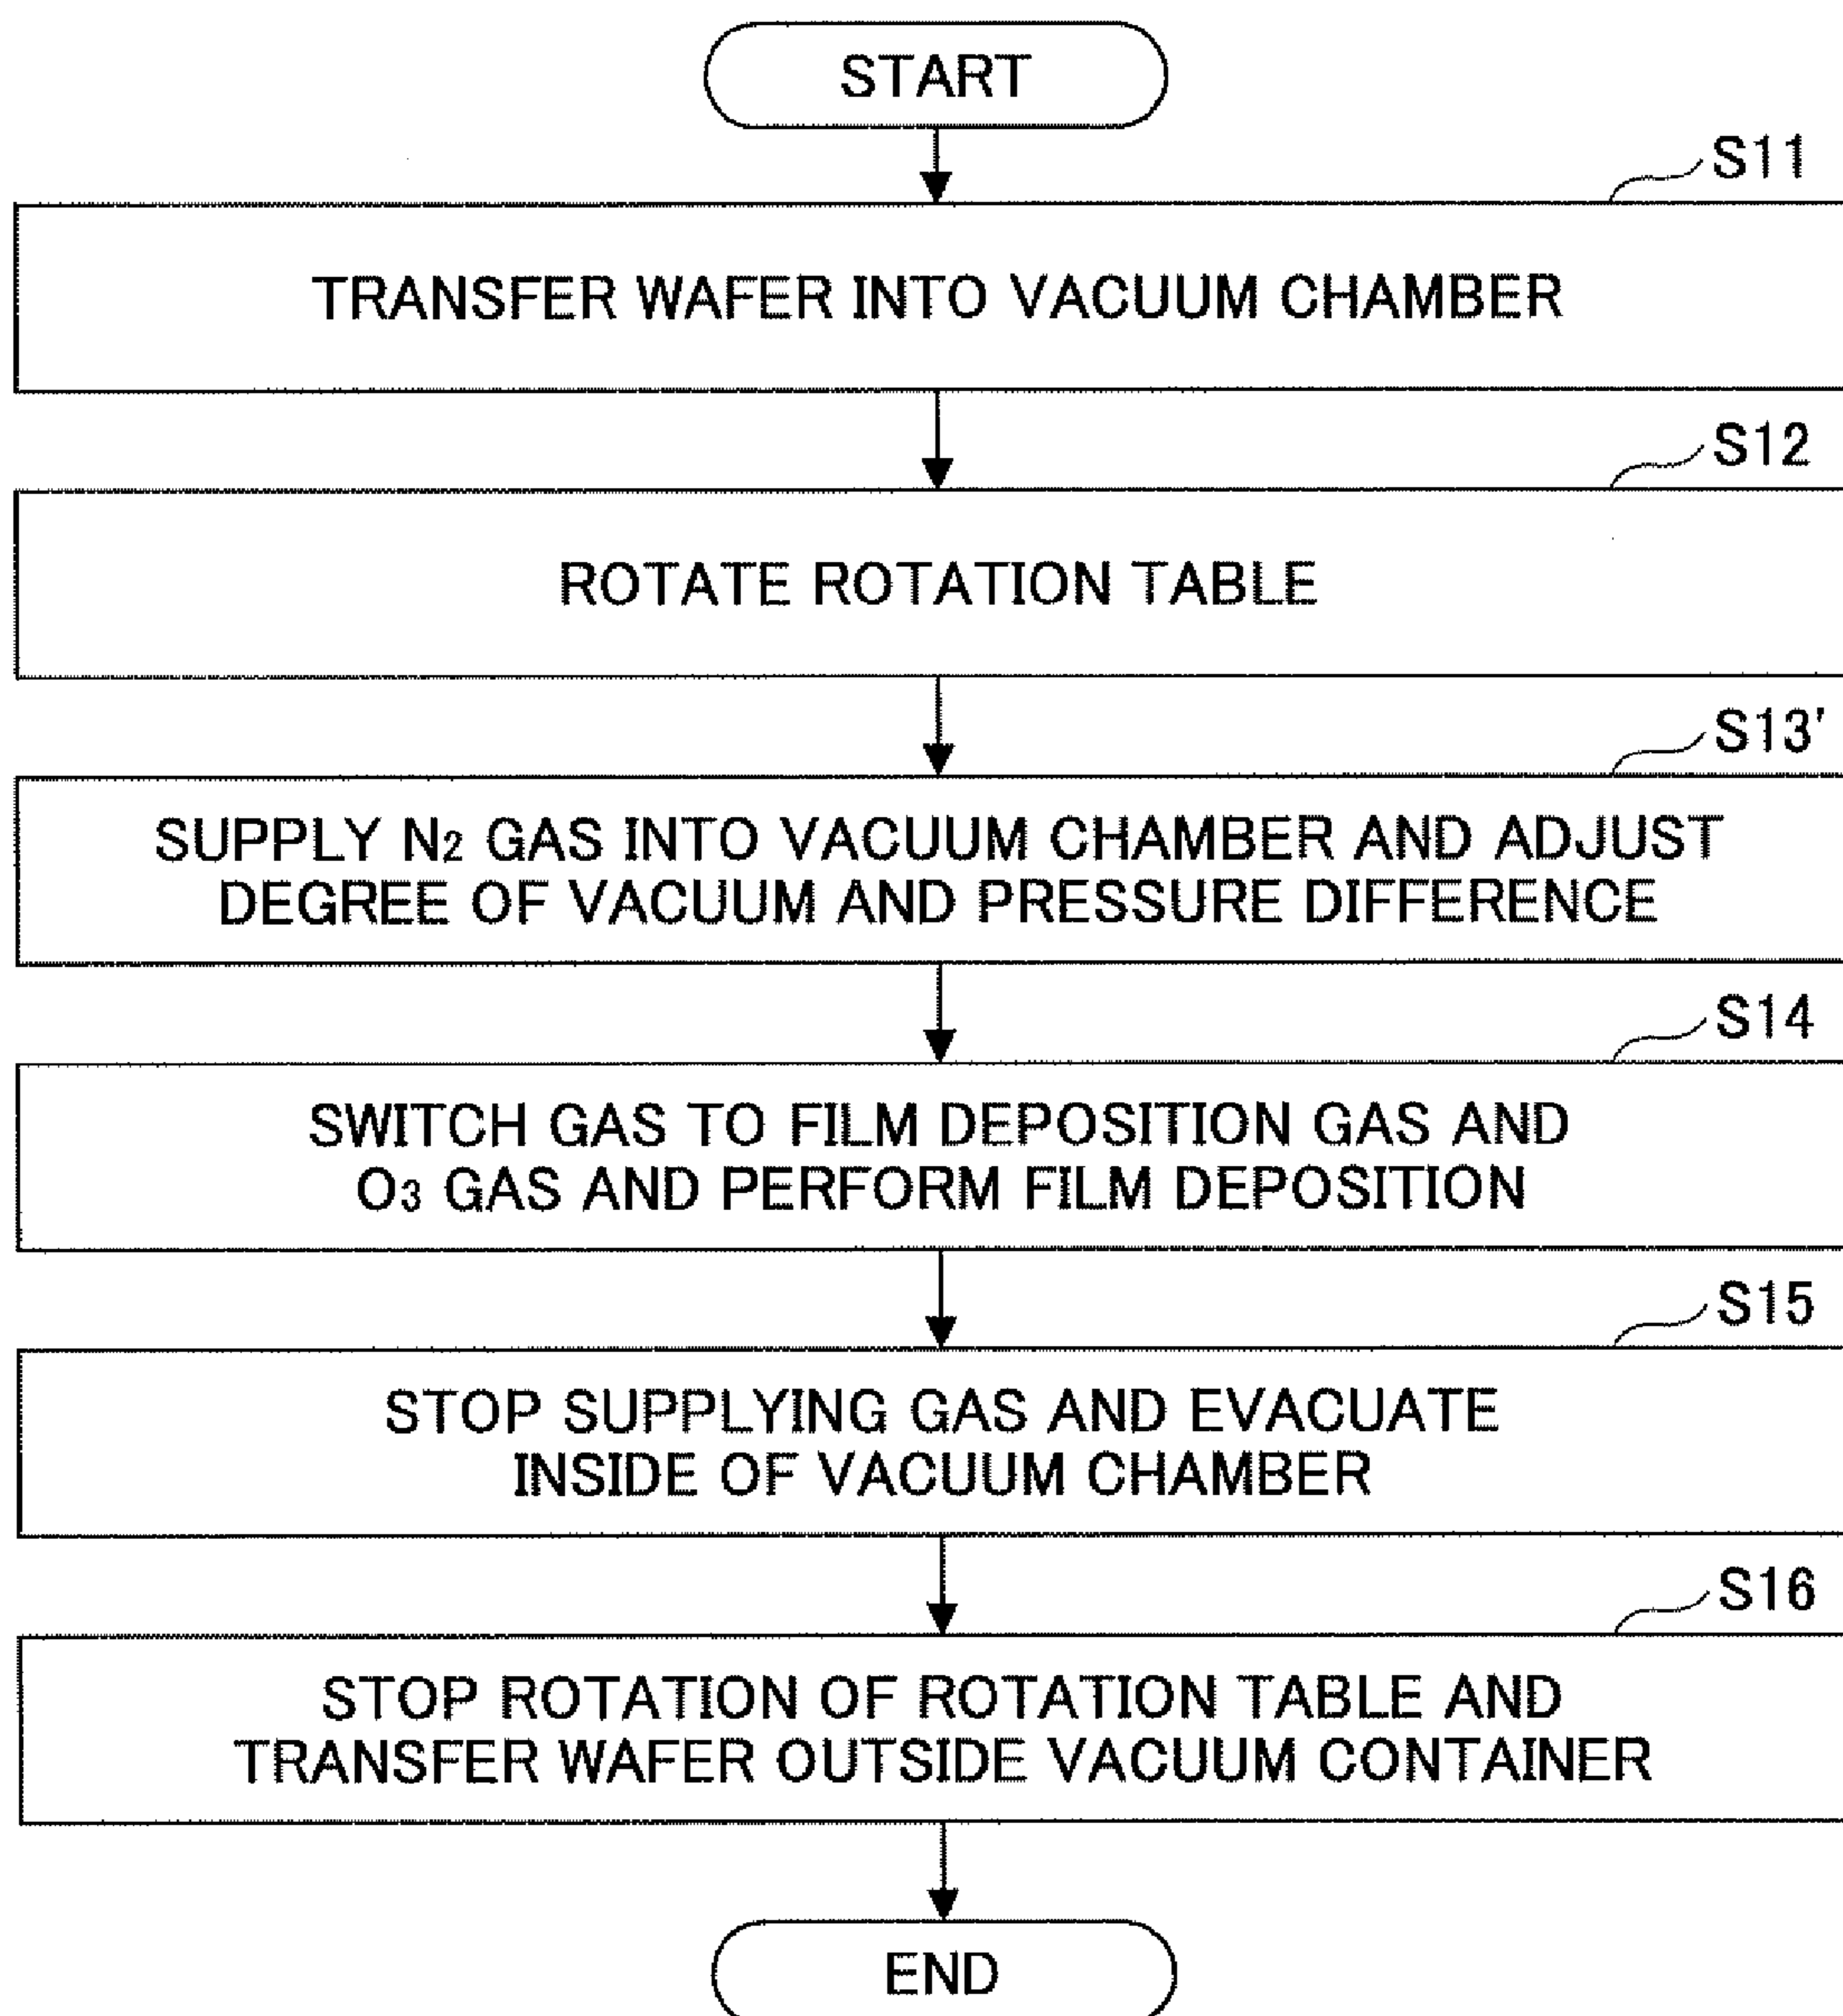 START
S11
TRANSFER WAFER INTO VACUUM CHAMBER
S12
ROTATE ROTATION TABLE
S13'
SUPPLY N2 GAS INTO VACUUM CHAMBER AND ADJUST
DEGREE OF VACUUM AND PRESSURE DIFFERENCE
S14
SWITCH GAS TO FILM DEPOSITION GAS AND
O3 GAS AND PERFORM FILM DEPOSITION
S15
STOP SUPPLYING GAS AND EVACUATE
INSIDE OF VACUUM CHAMBER
S16
STOP ROTATION OF ROTATION TABLE AND
TRANSFER WAFER OUTSIDE VACUUM CONTAINER
END